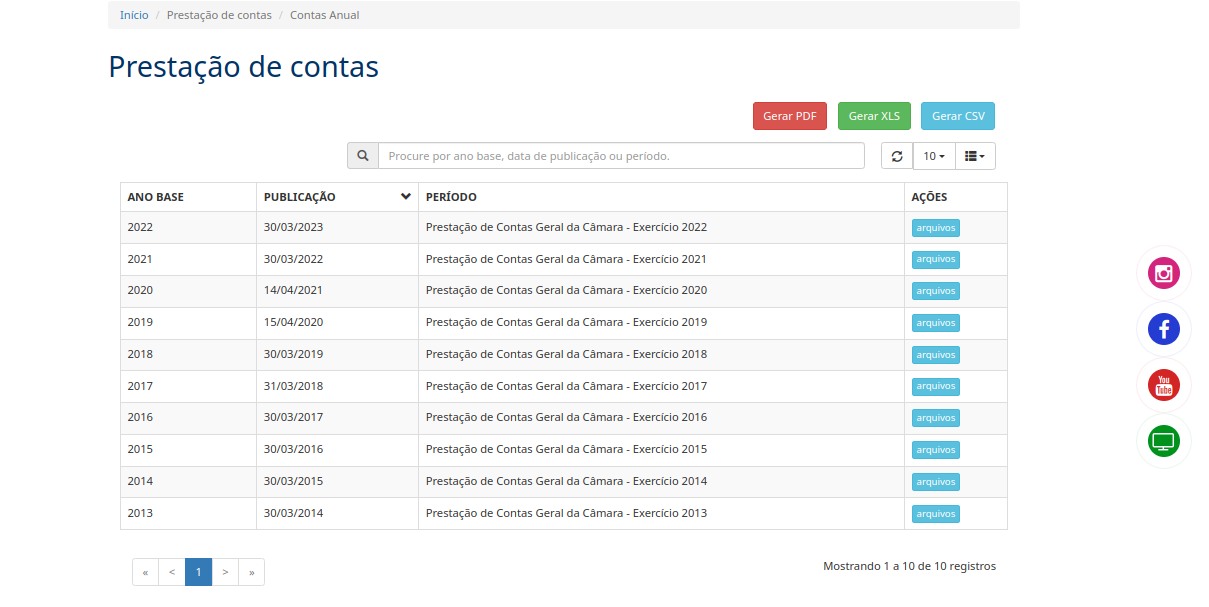 Início / Prestação de contas / Contas Anual
Prestação de contas
Gerar PDF Gerar XLS Gerar CSV
Procure por ano base, data de publicação ou período. 10
ANO BASE PUBLICAÇÃO PERÍODO AÇÕES
2022 30/03/2023 Prestação de Contas Geral da Câmara - Exercício 2022 arquivos
2021 30/03/2022 Prestação de Contas Geral da Câmara - Exercício 2021 arquivos
2020 14/04/2021 Prestação de Contas Geral da Câmara - Exercício 2020 arquivos
2019 15/04/2020 Prestação de Contas Geral da Câmara - Exercício 2019 arquivos
2018 30/03/2019 Prestação de Contas Geral da Câmara - Exercício 2018 arquivos
2017 31/03/2018 Prestação de Contas Geral da Câmara - Exercício 2017 arquivos
2016 30/03/2017 Prestação de Contas Geral da Câmara - Exercício 2016 arquivos
2015 30/03/2016 Prestação de Contas Geral da Câmara - Exercício 2015 arquivos
2014 30/03/2015 Prestação de Contas Geral da Câmara - Exercício 2014 arquivos
2013 30/03/2014 Prestação de Contas Geral da Câmara - Exercício 2013 arquivos
« < 1 > » Mostrando 1 a 10 de 10 registros
You
Tube